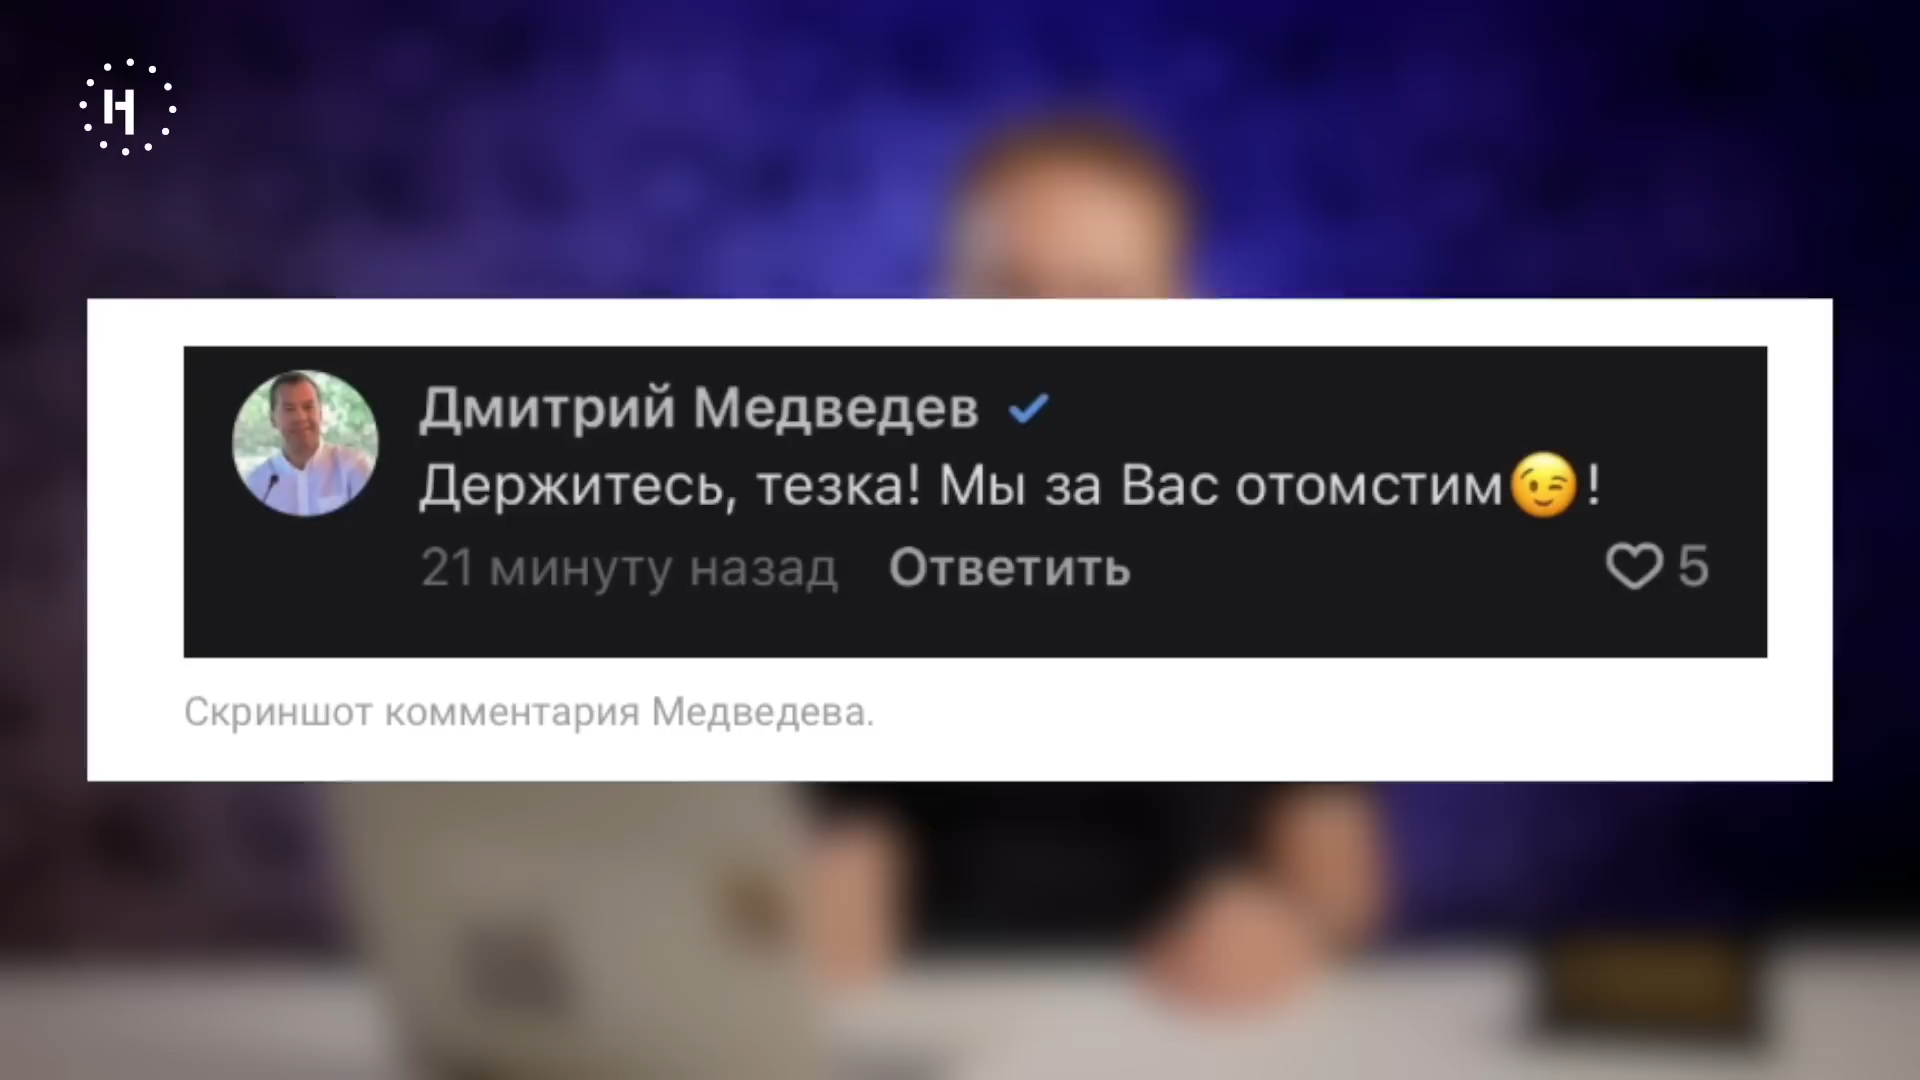 Н
Дмитрий Медведев
Держитесь, тезка! Мы за Вас отомстим😉!
21 минуту назад Ответить 5
Скриншот комментария Медведева.